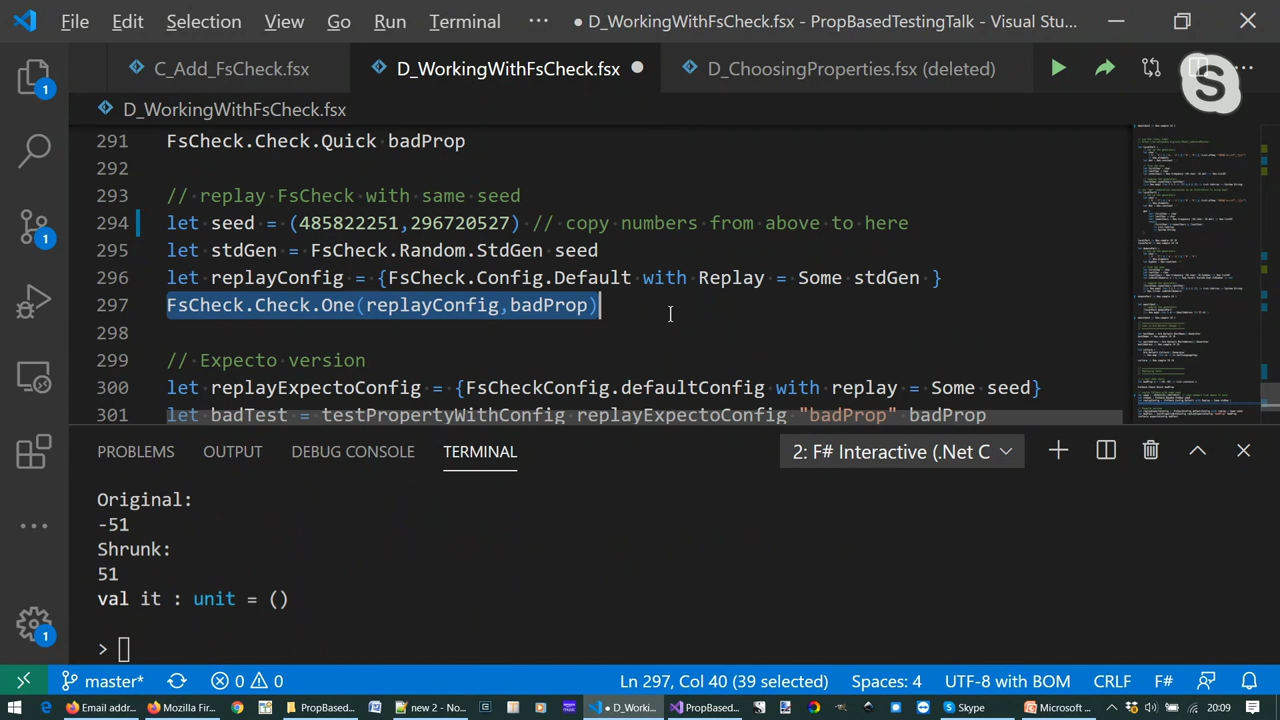 File Edit Selection View Go Run Terminal ··· ● D_WorkingWithFsCheck.fsx - PropBasedTestingTalk - Visual Stu...
C_Add_FsCheck.fsx D_WorkingWithFsCheck.fsx ● D_ChoosingProperties.fsx (deleted) ···
D_WorkingWithFsCheck.fsx
291 FsCheck.Check.Quick badProp
292
293 // replay FsCheck with same seed
294 let seed = (485822251,296761527) // copy numbers from above to here
295 let stdGen = FsCheck.Random.StdGen seed
296 let replayConfig = {FsCheck.Config.Default with Replay = Some stdGen }
297 FsCheck.Check.One(replayConfig,badProp)
298
299 // Expecto version
300 let replayExpectoConfig = {FsCheckConfig.defaultConfig with replay = Some seed}
301 let badTest = testPropertyWithConfig replayExpectoConfig "badProp" badProp
PROBLEMS OUTPUT DEBUG CONSOLE TERMINAL 2: F# Interactive (.Net C
Original:
-51
Shrunk:
51
val it : unit = ()
>
master* 0 0 Ln 297, Col 40 (39 selected) Spaces: 4 UTF-8 with BOM CRLF F#
Email addr... Mozilla Fir... PropBased... new 2 - No... ● D_Worki... PropBased... Skype Microsoft ... 20:09